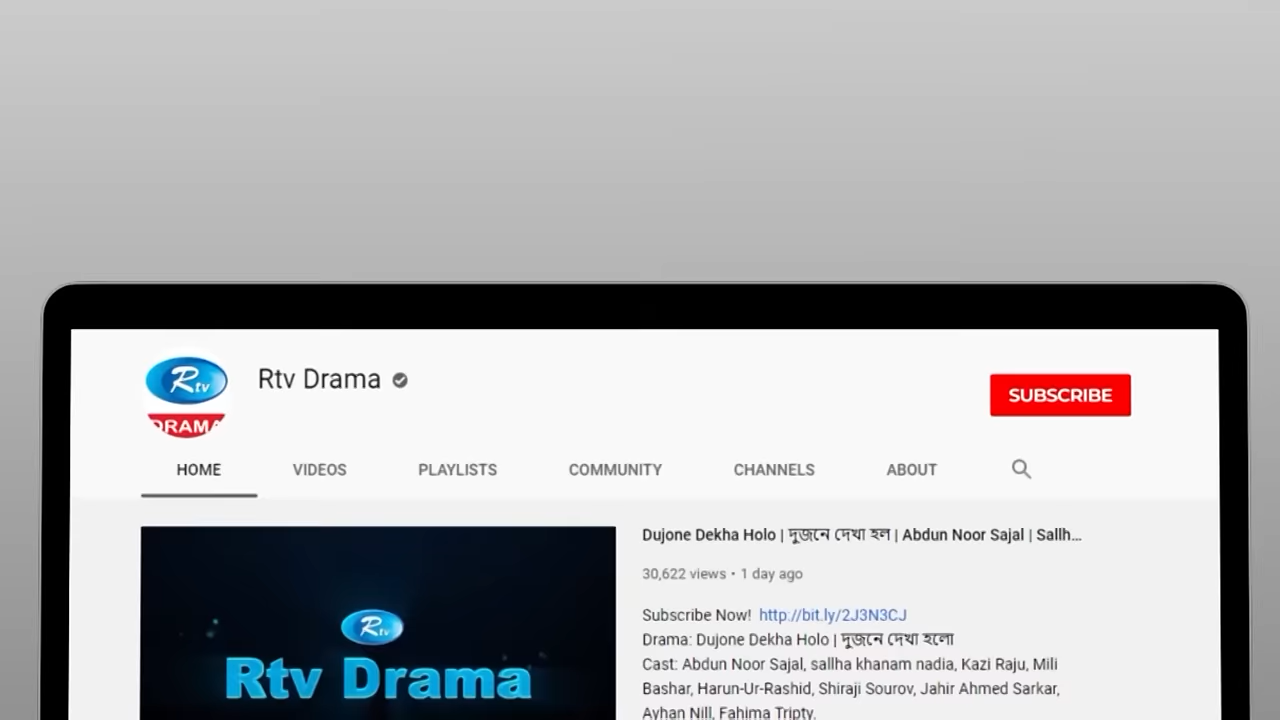 Rtv
DRAMA
Rtv Drama
SUBSCRIBE
HOME VIDEOS PLAYLISTS COMMUNITY CHANNELS ABOUT
Rtv
Rtv Drama
Dujone Dekha Holo | দুজনে দেখা হল | Abdun Noor Sajal | Sallh...
30,622 views • 1 day ago
Subscribe Now! http://bit.ly/2J3N3CJ
Drama: Dujone Dekha Holo | দুজনে দেখা হলো
Cast: Abdun Noor Sajal, sallha khanam nadia, Kazi Raju, Mili
Bashar, Harun-Ur-Rashid, Shiraji Sourov, Jahir Ahmed Sarkar,
Ayhan Nill, Fahima Tripty.